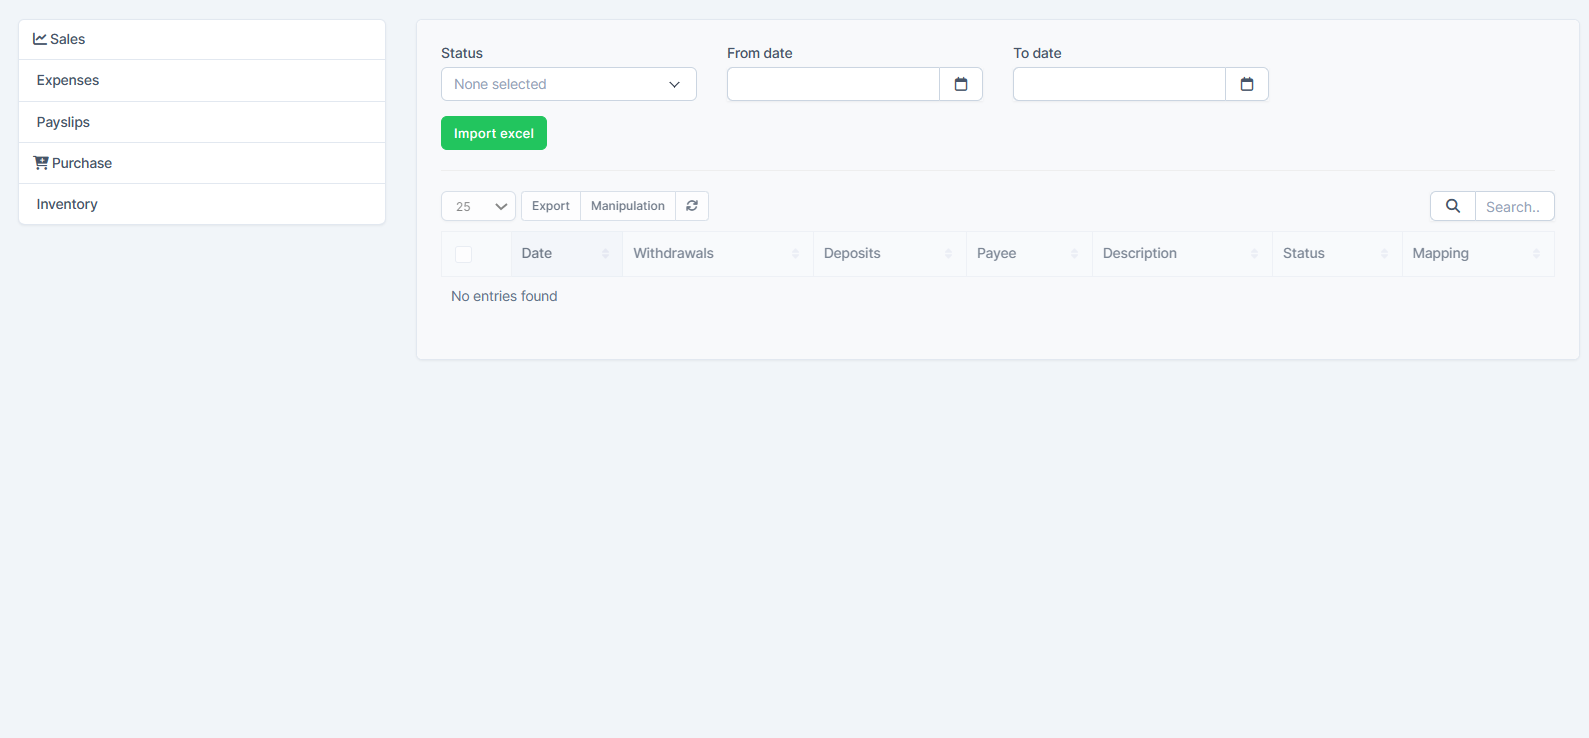 Sales
Expenses
Payslips
Purchase
Inventory
Status From date To date
None selected
Import excel
25 Export Manipulation Search..
Date Withdrawals Deposits Payee Description Status Mapping
No entries found